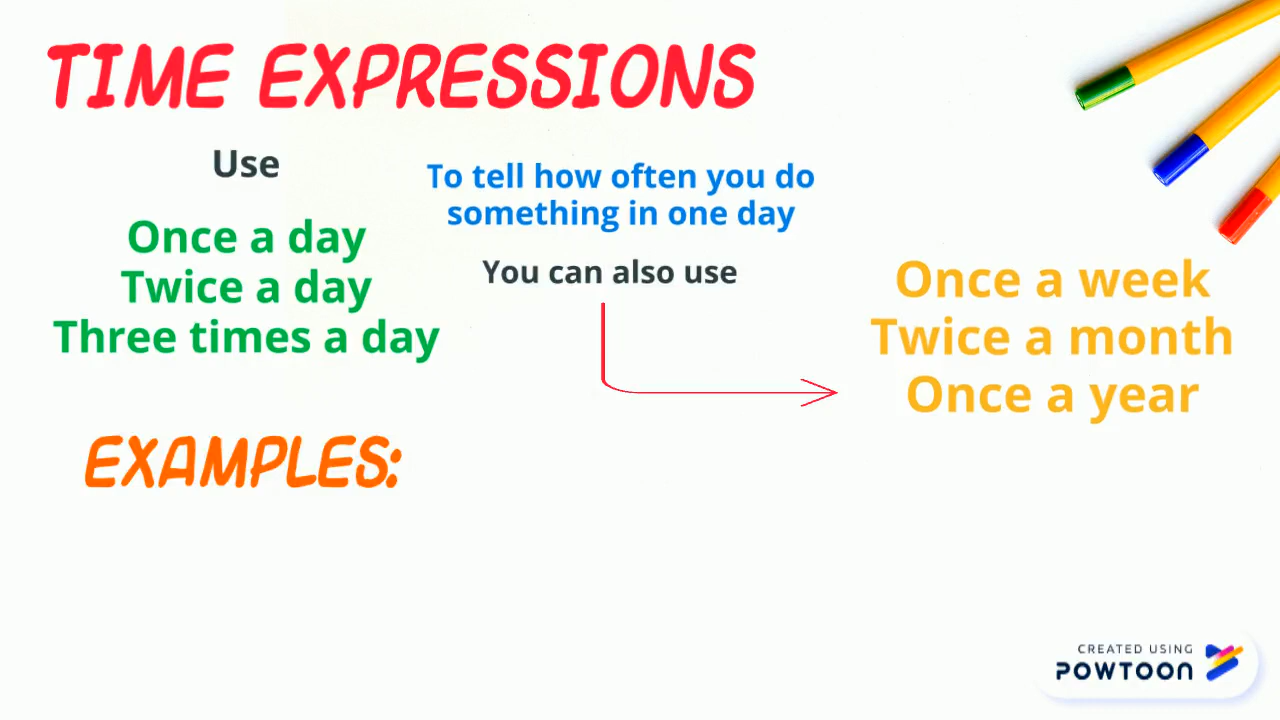 TIME EXPRESSIONS
Use
Once a day
Twice a day
Three times a day
To tell how often you do
something in one day
You can also use
Once a week
Twice a month
Once a year
EXAMPLES:
CREATED USING
POWTOON